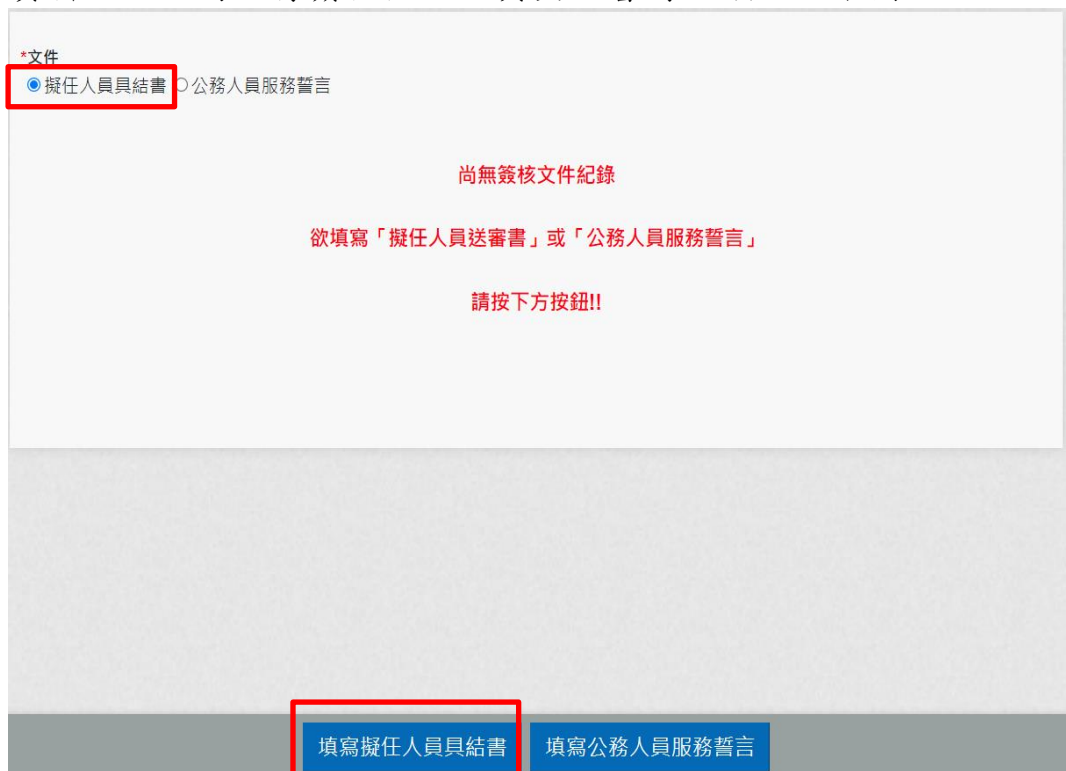 *文件
擬任人員具結書 公務人員服務誓言
尚無簽核文件紀錄
欲填寫「擬任人員送審書」或「公務人員服務誓言」
請按下方按鈕!!
填寫擬任人員具結書 填寫公務人員服務誓言